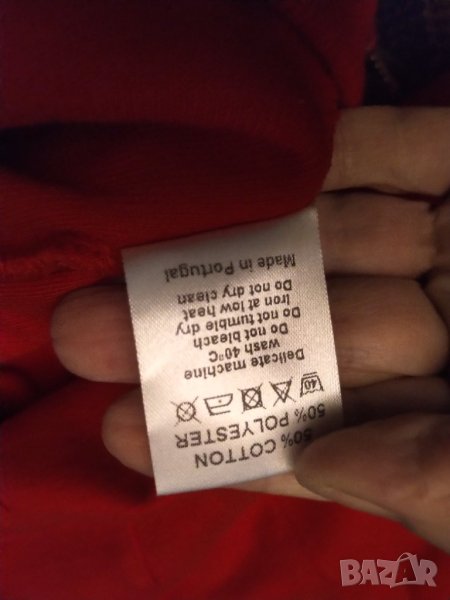 50% COTTON
50% POLYESTER
40
Delicate machine
wash 40°C
Do not bleach
Do not tumble dry
Iron at low heat
Do not dry clean
Made in Portugal
BAZAR